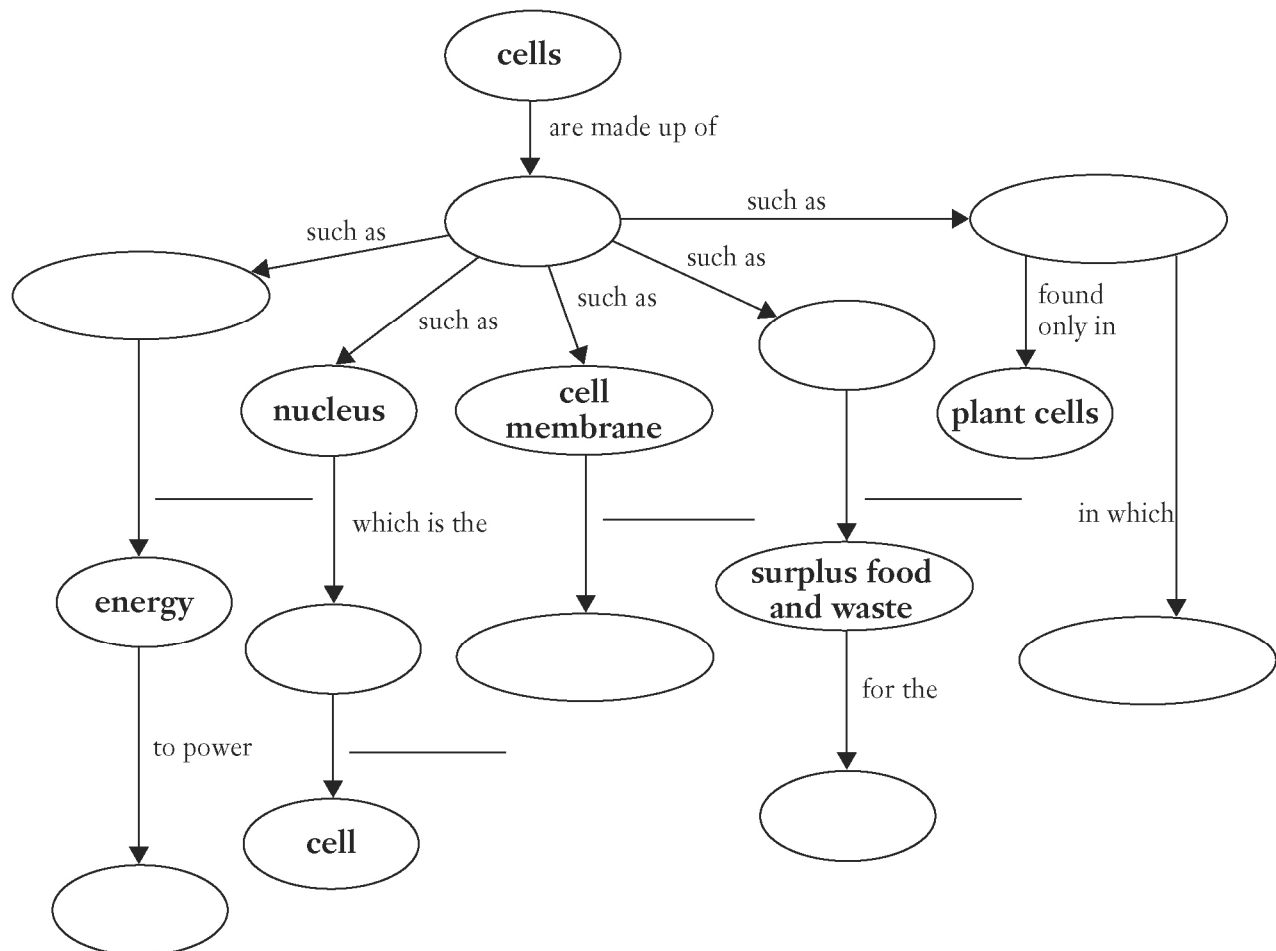 cells
are made up of
such as
such as
such as
such as
such as
found
only in
nucleus
cell
membrane
plant cells
which is the
in which
energy
surplus food
and waste
for the
to power
cell